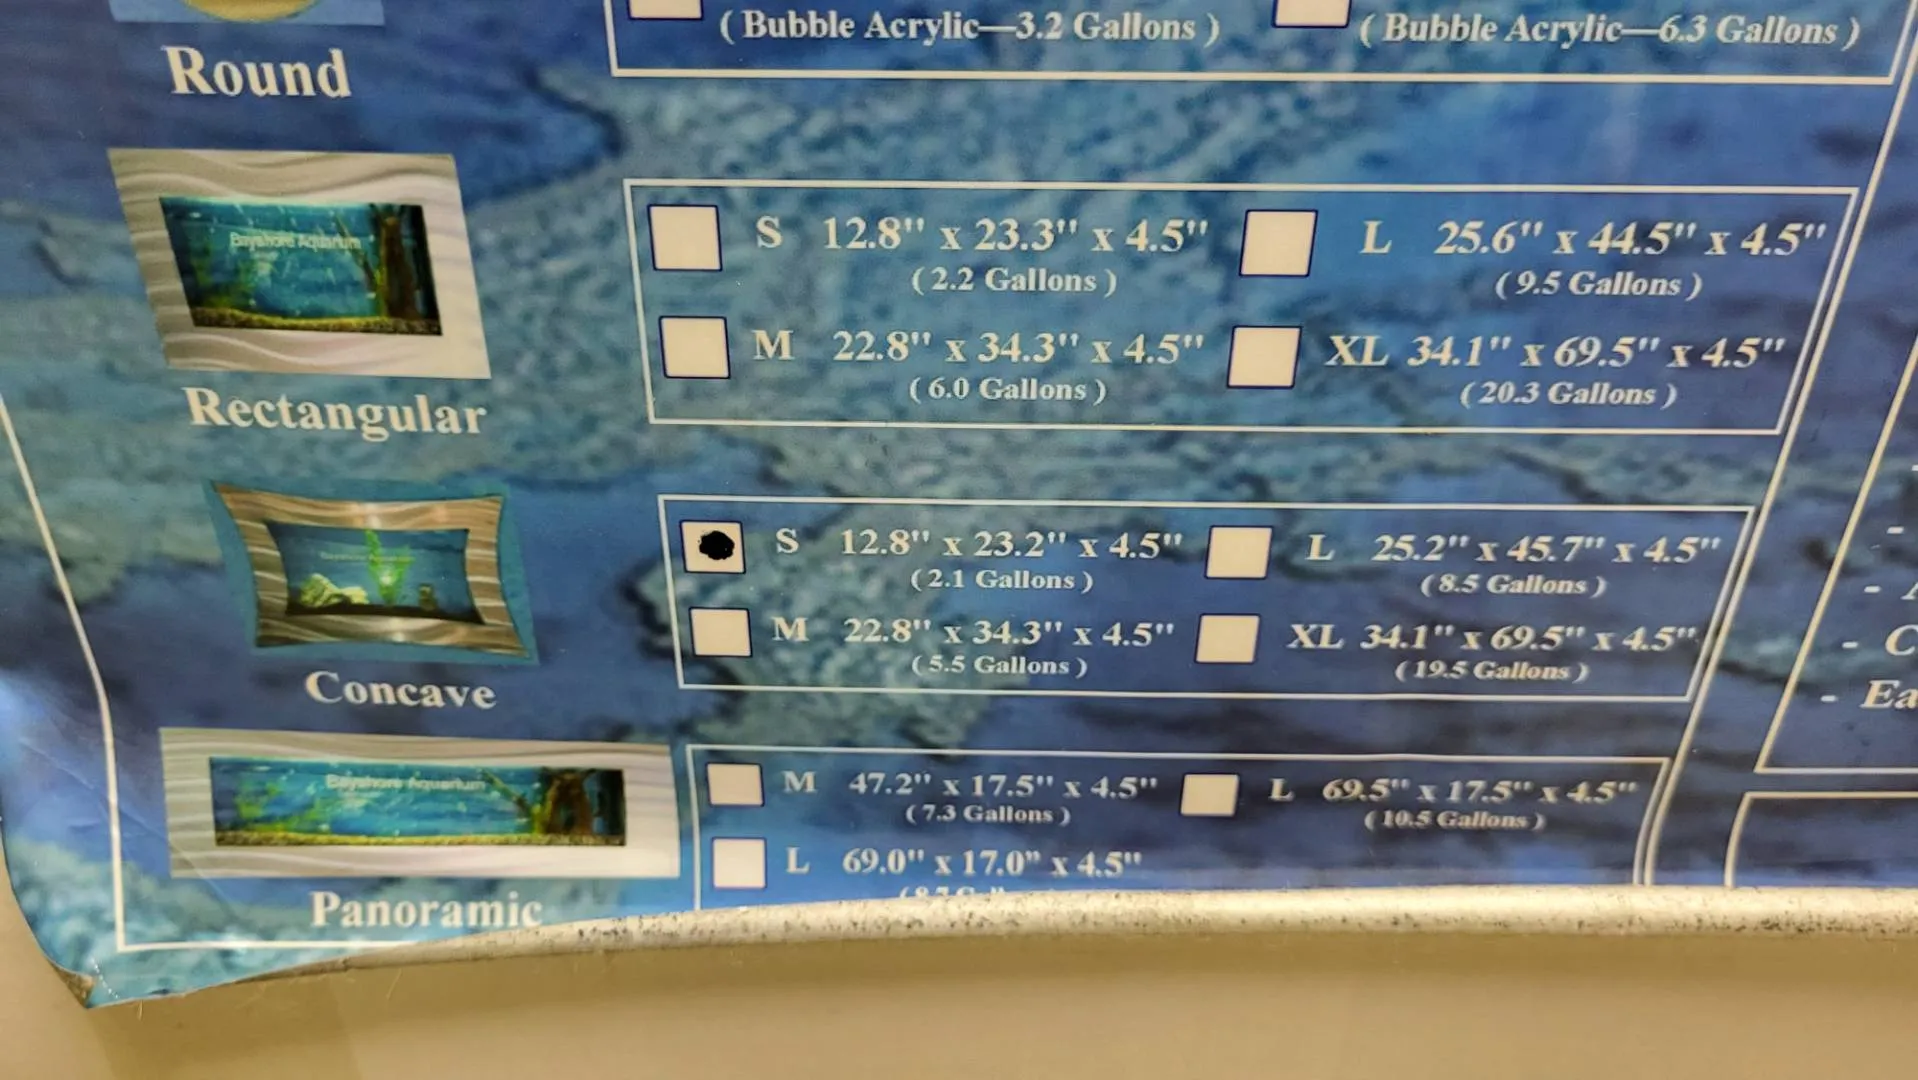 ( Bubble Acrylic—3.2 Gallons ) ( Bubble Acrylic—6.3 Gallons )
Round
Bayshore Aquarium
S 12.8" x 23.3" x 4.5" L 25.6" x 44.5" x 4.5"
( 2.2 Gallons ) ( 9.5 Gallons )
M 22.8" x 34.3" x 4.5" XL 34.1" x 69.5" x 4.5"
( 6.0 Gallons ) ( 20.3 Gallons )
Rectangular
S 12.8" x 23.2" x 4.5" L 25.2" x 45.7" x 4.5"
( 2.1 Gallons ) ( 8.5 Gallons )
M 22.8" x 34.3" x 4.5" XL 34.1" x 69.5" x 4.5"
( 5.5 Gallons ) ( 19.5 Gallons )
Concave
Bayshore Aquarium
M 47.2" x 17.5" x 4.5" L 69.5" x 17.5" x 4.5"
( 7.3 Gallons ) ( 10.5 Gallons )
L 69.0" x 17.0" x 4.5"
Panoramic
- C
- Ea